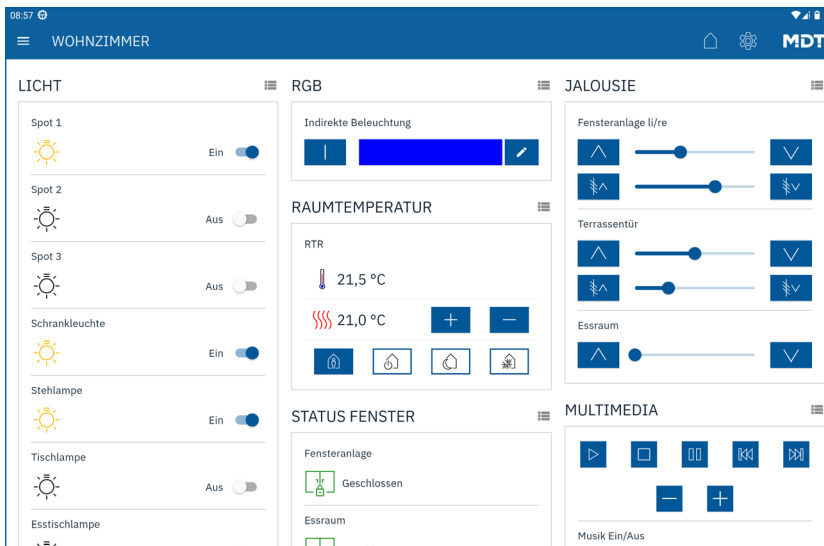 08:57
WOHNZIMMER
MDT
LICHT
Spot 1
Ein
Spot 2
Aus
Spot 3
Aus
Schrankleuchte
Ein
Stehlampe
Ein
Tischlampe
Aus
Esstischlampe
RGB
Indirekte Beleuchtung
RAUMTEMPERATUR
RTR
21,5 °C
21,0 °C
STATUS FENSTER
Fensteranlage
Geschlossen
Essraum
JALOUSIE
Fensteranlage li/re
Terrassentür
Essraum
MULTIMEDIA
Musik Ein/Aus